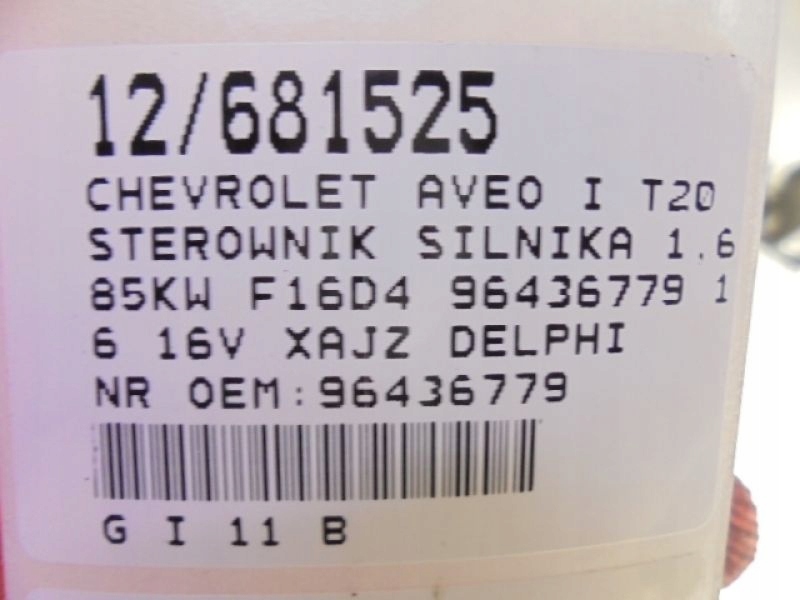 12/681525
CHEVROLET AVEO I T20
STEROWNIK SILNIKA 1.6
85KW F16D4 96436779 1
6 16V XAJZ DELPHI
NR OEM:96436779
G I 11 B